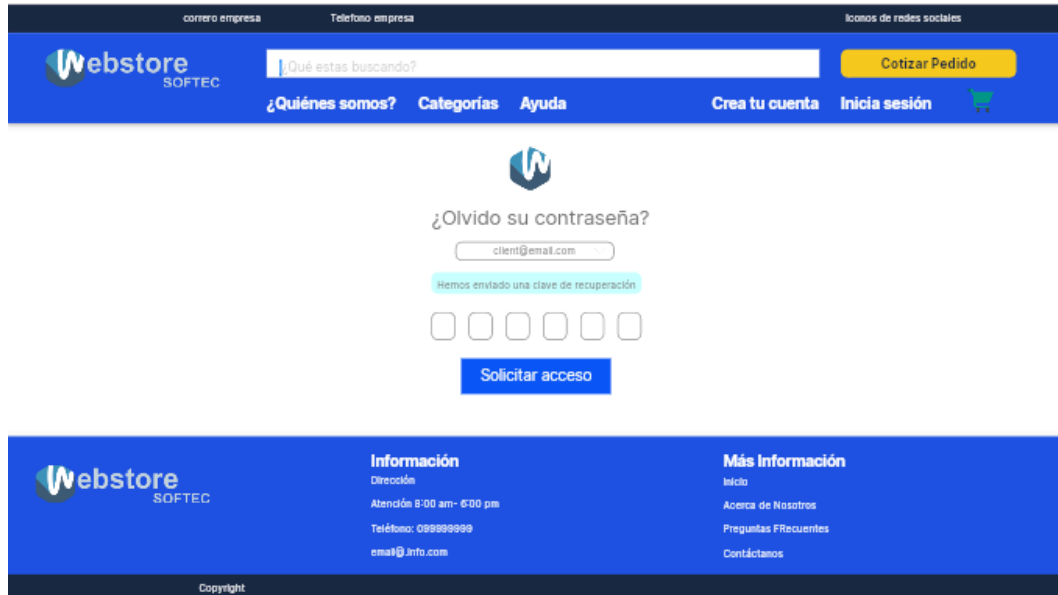 correro empresa Telefono empresa Iconos de redes sociales
Webstore
SOFTEC
¿Qué estas buscando?
Cotizar Pedido
¿Quiénes somos? Categorías Ayuda Crea tu cuenta Inicia sesión
¿Olvido su contraseña?
client@email.com
Hemos enviado una clave de recuperación
Solicitar acceso
Webstore
SOFTEC
Información
Dirección
Atención 8:00 am- 6:00 pm
Teléfono: 099999999
email@.info.com
Más Información
Inicio
Acerca de Nosotros
Preguntas FRecuentes
Contáctanos
Copyright